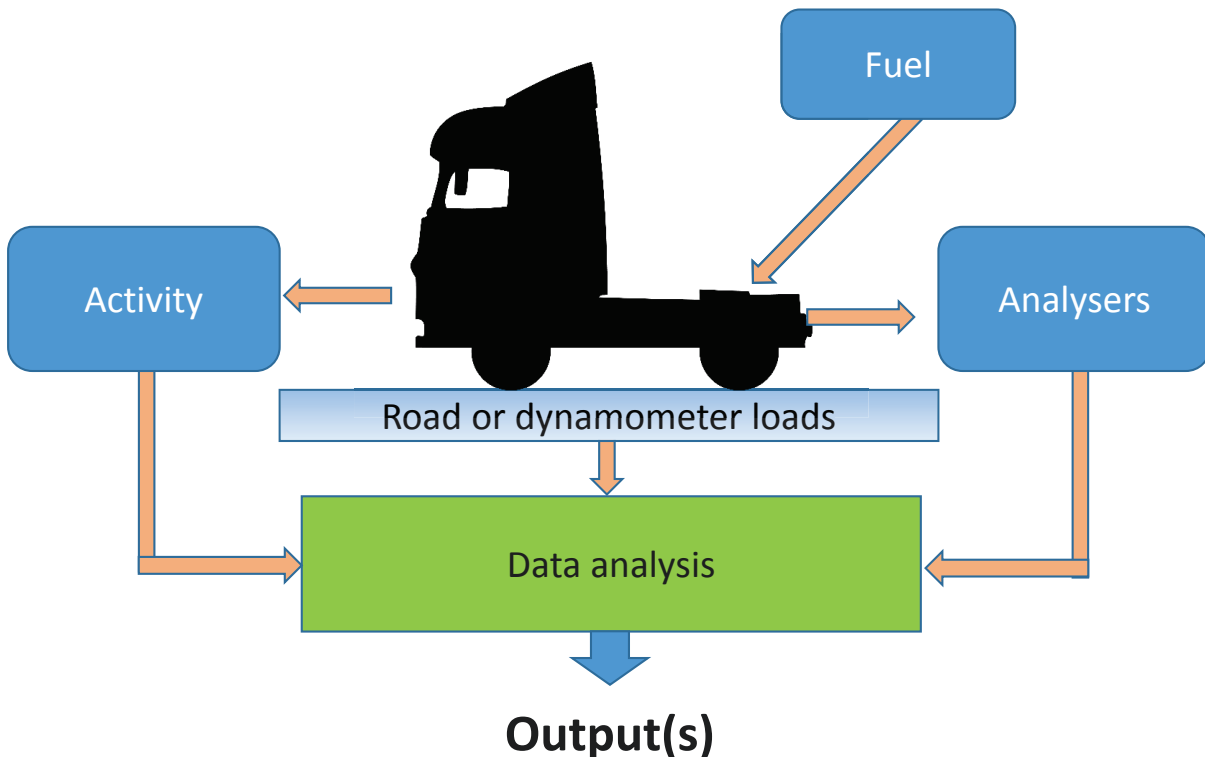 Fuel
Activity
Analysers
Road or dynamometer loads
Data analysis
Output(s)